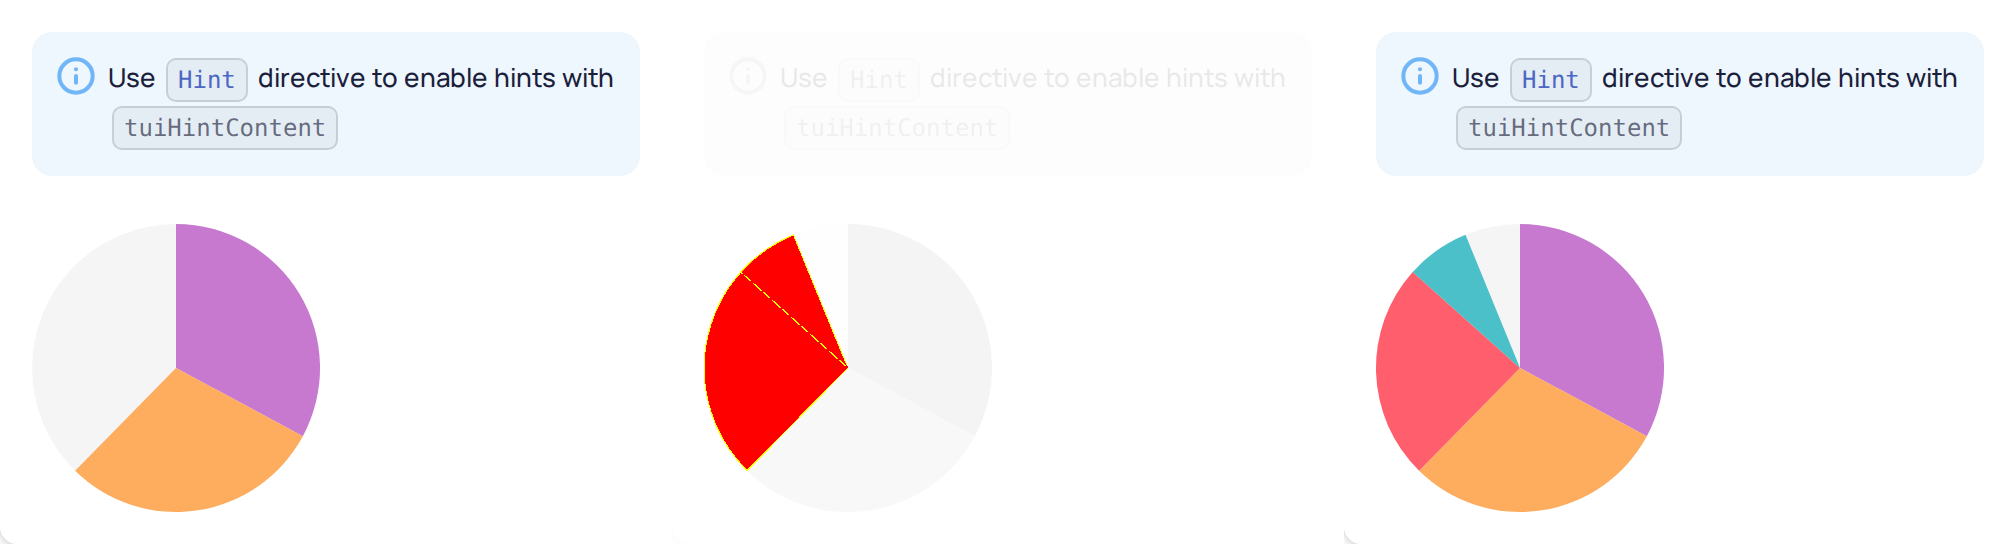 Use Hint directive to enable hints with
tuiHintContent
Use Hint directive to enable hints with
tuiHintContent
Use Hint directive to enable hints with
tuiHintContent